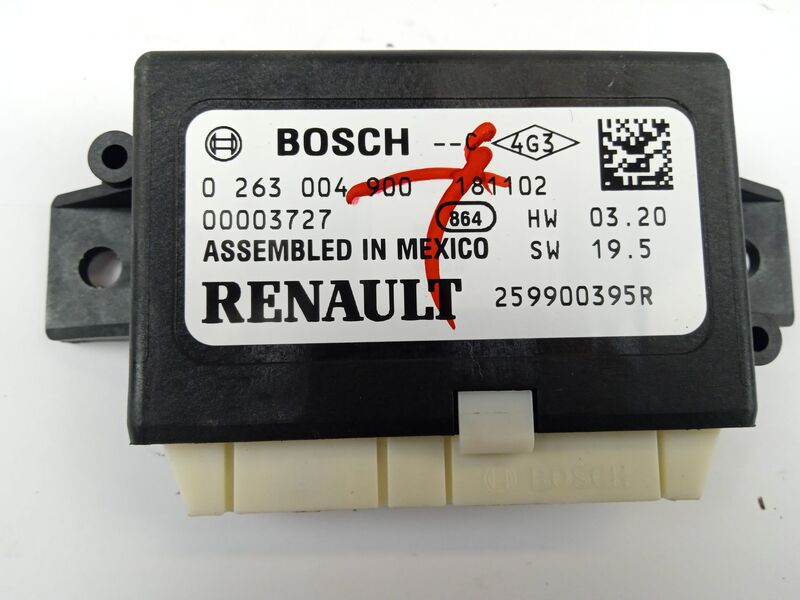 BOSCH --C 4G3
0 263 004 900 181102
00003727 864 HW 03.20
ASSEMBLED IN MEXICO SW 19.5
RENAULT 259900395R
BOSCH